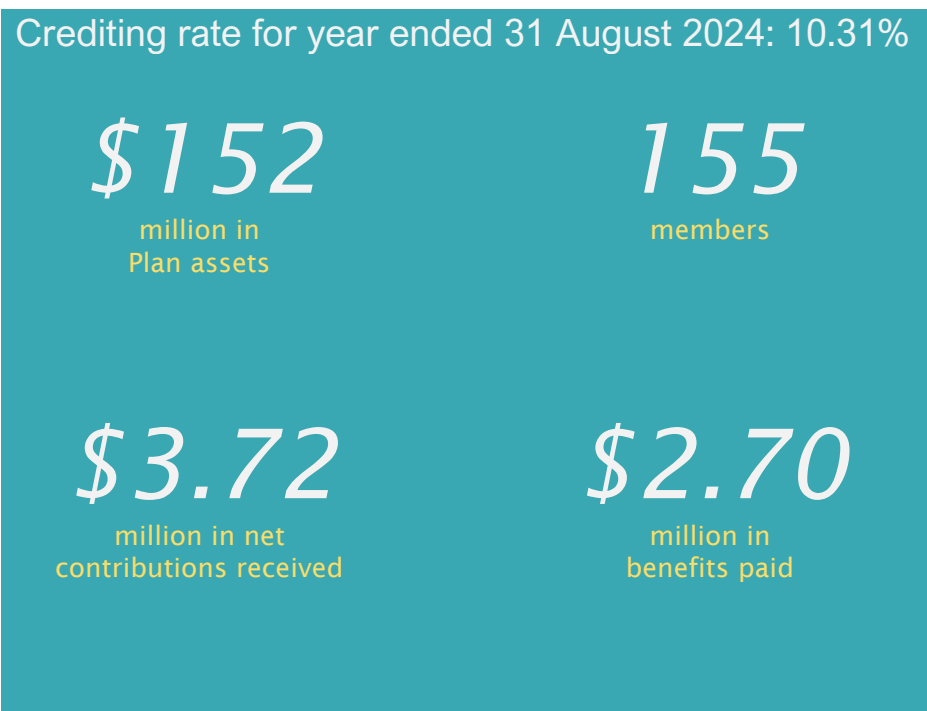 Crediting rate for year ended 31 August 2024: 10.31%
$152
million in
Plan assets
155
members
$3.72
million in net
contributions received
$2.70
million in
benefits paid